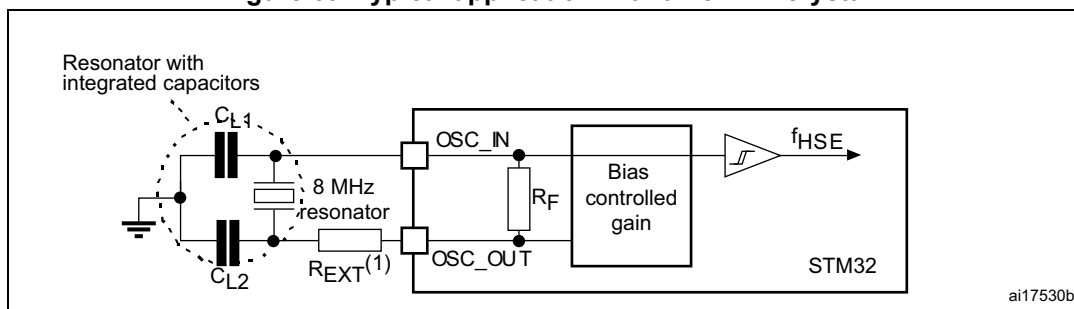 Resonator with
integrated capacitors
CL1
OSC_IN
fHSE
8 MHz
resonator
RF
Bias
controlled
gain
REXT(1)
OSC_OUT
CL2
STM32
ai17530b